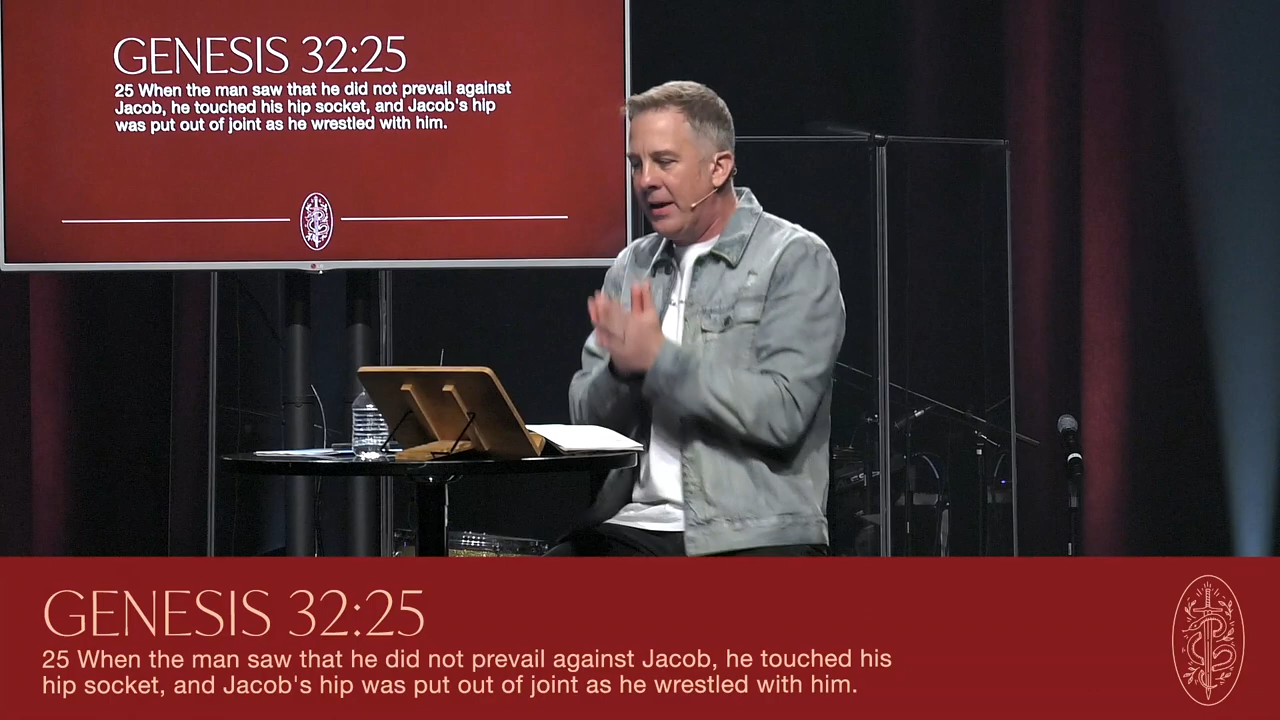 GENESIS 32:25
25 When the man saw that he did not prevail against
Jacob, he touched his hip socket, and Jacob's hip
was put out of joint as he wrestled with him.
LG
GENESIS 32:25
25 When the man saw that he did not prevail against Jacob, he touched his
hip socket, and Jacob's hip was put out of joint as he wrestled with him.